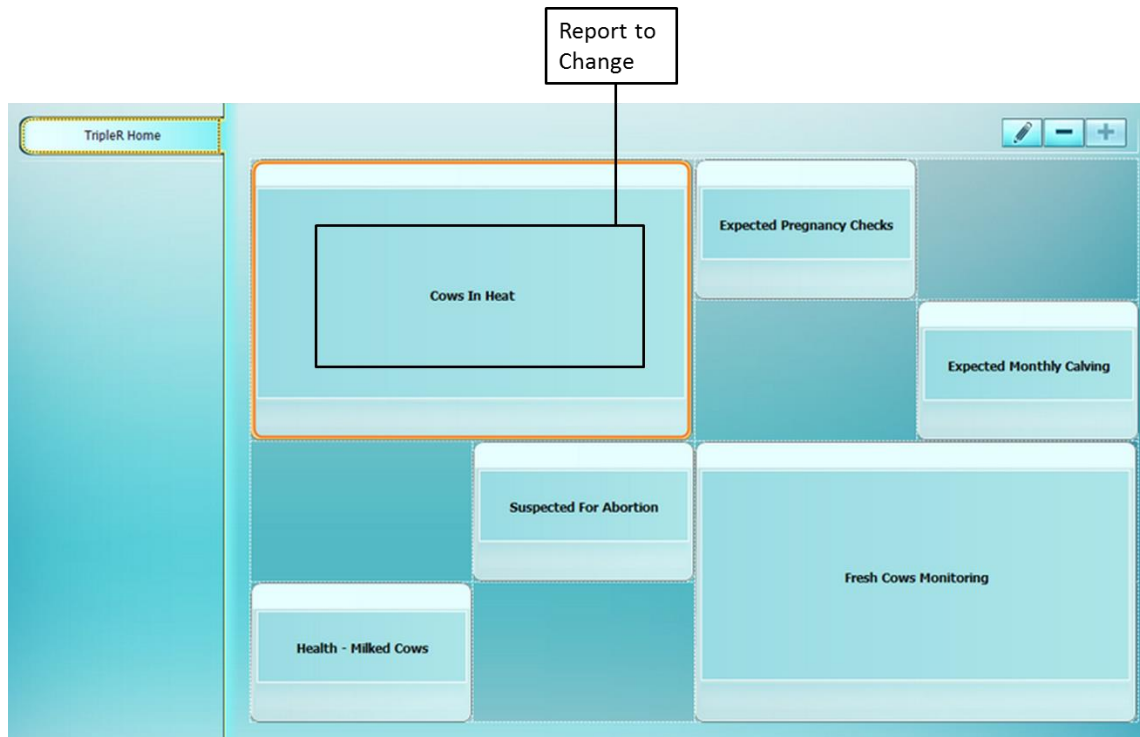 Report to
Change
TripleR Home
Expected Pregnancy Checks
Cows In Heat
Expected Monthly Calving
Suspected For Abortion
Fresh Cows Monitoring
Health - Milked Cows